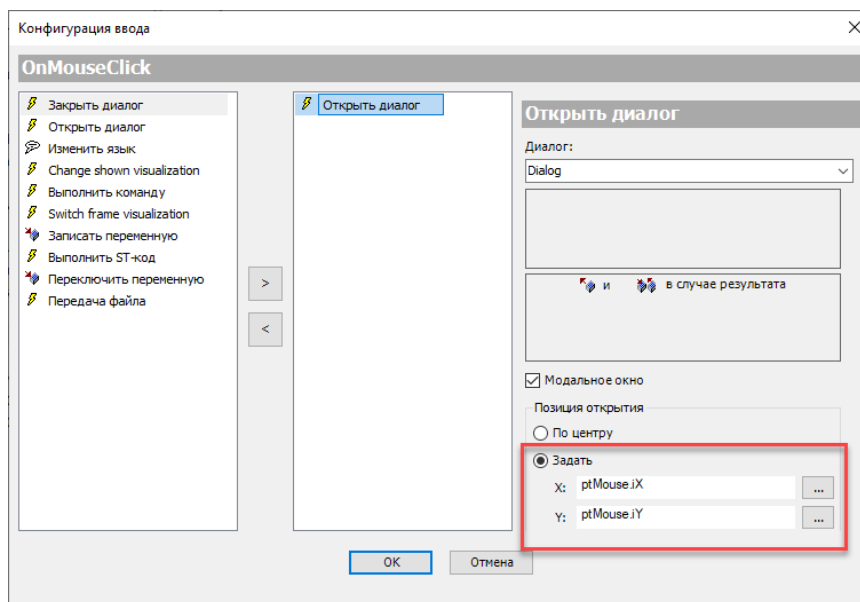 Конфигурация ввода
OnMouseClick
Закрыть диалог
Открыть диалог
Изменить язык
Change shown visualization
Выполнить команду
Switch frame visualization
Записать переменную
Выполнить ST-код
Переключить переменную
Передача файла
>
<
Открыть диалог
Открыть диалог
Диалог:
Dialog
и в случае результата
Модальное окно
Позиция открытия
По центру
Задать
X: ptMouse.iX ...
Y: ptMouse.iY ...
OK Отмена